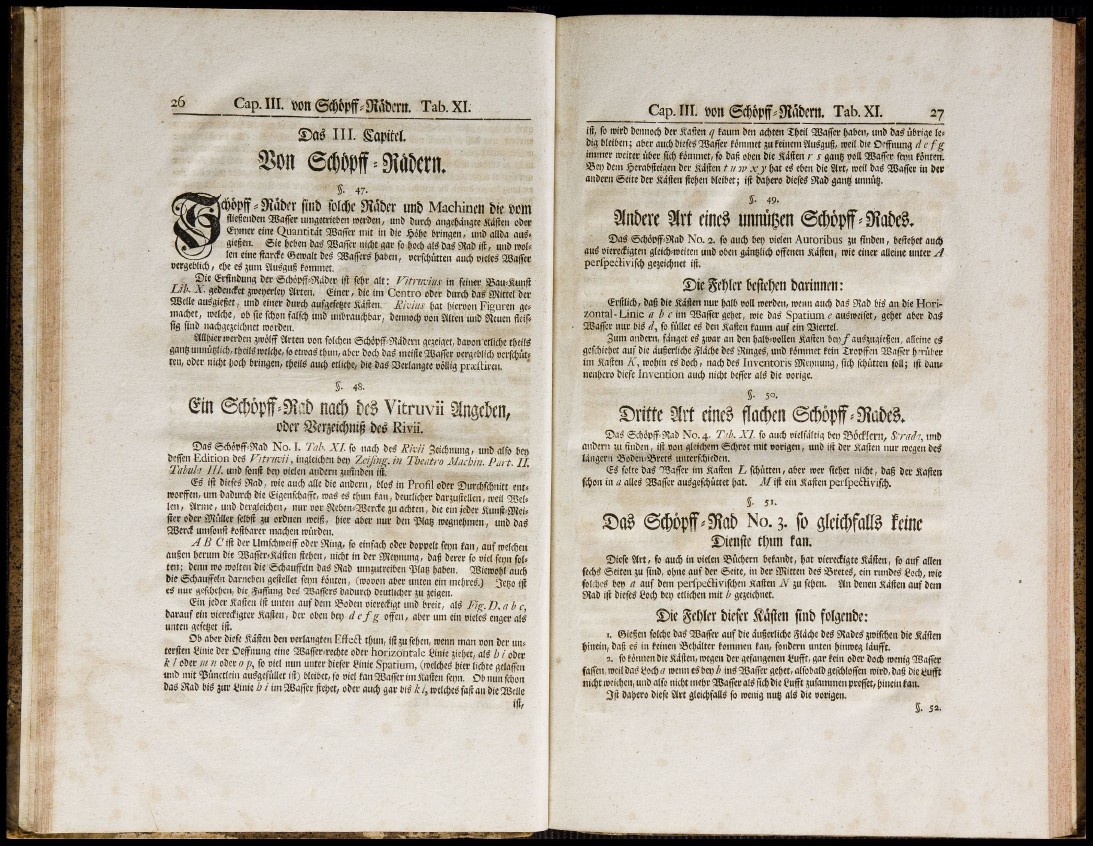 26 Cap. III. von Schöpff-Rädern. Tab. XI.
Das III. Capitel.
Von Schöpff-Rädern.
§. 47.
Schöpff-Räder sind solche Räder und Machinen die vom
fliessenden Wasser umgetrieben werden, und durch angehängte Kästen oder
Eymer eine Quantität Wasser mit in die Höhe bringen, und allda aus-
giessen. Sie heben das Wasser nicht gar so hoch als das Rad ist, und wol-
len eine starcke Gewalt des Wassers haben, verschütten auch vieles Wasser
vergeblich, ehe es zum Ausguß kommet.
Die Erfindung der Schöpff-Räder ist sehr alt: Vitruvius in seiner Bau-Kunst
Lib. X. gedencket zweyerley Arten. Einer, die im Centro oder durch das Mittel der
Welle ausgiesset, und einer durch aufgesetzte Kästen. Rivius hat hiervon Figuren ge-
machet, welche, ob sie schon falsch und unbrauchbar, dennoch von Alten und Neuen fleis-
sig sind nachgezeichnet worden.
Allhier werden zwölff Arten von solchen Schöpff-Rädern gezeiget, davon etliche theils
gantz unnützlich, theils welche, so etwas thun, aber doch das meiste Wasser vergeblich verschüt-
ten, oder nicht hoch bringen, theils auch etliche, die das Verlangte völlig præstiren.
§. 48.
Ein Schöpff-Rad nach des Vitruvii Angeben,
oder Verzeichniß des Rivii.
Das Schöpff-Rad No. I. Tab. XI. so nach des Rivii Zeichnung, und also bey
dessen Edition des Vitruvii, ingleichen bey Zeising. in Theatro Machin. Part. II.
Tabula III. und sonst bey vielen andern zufinden ist.
Es ist dieses Rad, wie auch alle die andern, blos in Profil oder Durchschnitt ent-
worffen, um dadurch die Eigenschafft, was es thun kan, deutlicher darzustellen, weil Wel-
len, Arme, und dergleichen, nur vor Neben-Wercke zu achten, die ein jeder Kunst-Mei-
ster oder Müller selbst zu ordnen weiß, hier aber nur den Platz wegnehmen, und das
Werck umsonst kostbarer machen würden.
A B C ist der Umschweiff oder Ring, so einfach oder doppelt seyn kan, auf welchen
aussen herum die Wasser-Kästen stehen, nicht in der Meynung, daß derer so viel seyn sol-
ten; denn wo wolten die Schauffeln das Rad umzutreiben Platz haben. Wiewohl auch
die Schauffeln darneben gestellet seyn könten, (wovon aber unten ein mehres.) Jetzo ist
es nur geschehen, die Fassung des Wassers dadurch deutlicher zu zeigen.
Ein jeder Kasten ist unten auf dem Boden viereckigt und breit, als Fig. D. a b c,
darauf ein viereckigter Kasten, der oben bey d e f g offen, aber um ein vieles enger als
unten gesetzet ist.
Ob aber diese Kästen den verlangten Effect thun, ist zu sehen, wenn man von der un-
tersten Linie der Oeffnung eine Wasser-rechte oder horizontale Linie ziehet, als h i oder
k l oder m n oder o p, so viel nun unter dieser Linie Spatium, (welches hier lichte gelassen
und mit Pünctlein ausgefüllet ist) bleibet, so viel kan Wasser im Kasten seyn. Ob nun schon
das Rad bis zur Linie h i im Wasser stehet, oder auch gar bis k l, welches fast an die Welle
ist,
Cap. III. von Schöpff-Rädern. Tab. XI. 27
ist, so wird dennoch der Kasten q kaum den achten Theil Wasser haben, und das übrige le-
dig bleiben; aber auch dieses Wasser kömmet zu keinem Ausguß, weil die Oeffnung d e f g
immer weiter über sich kömmet, so daß oben die Kästen r s gantz voll Wasser seyn könten.
Bey dem Herabsteigen der Kästen t u w x y hat es eben die Art, weil das Wasser in der
andern Seite der Kästen stehen bleibet; ist dahero dieses Rad gantz unnütz.
§. 49.
Andere Art eines unnützen Schöpff-Rades.
Das Schöpff-Rad No. 2. so auch bey vielen Autoribus zu finden, bestehet auch
aus viereckigten gleich-weiten und oben gäntzlich offenen Kästen, wie einer alleine unter A
perspectivisch gezeichnet ist.
Die Fehler bestehen darinnen:
Erstlich, daß die Kästen nur halb voll werden, wenn auch das Rad bis an die Hori-
zontal-Linie a b c im Wasser gehet, wie das Spatium e ausweiset, gehet aber das
Wasser nur bis d, so füllet es den Kasten kaum auf ein Viertel.
Zum andern, fänget es zwar an den halb-vollen Kasten bey f auszugiessen, alleine es
geschiehet auf die äusserliche Fläche des Ringes, und kömmet kein Tropffen Wasser herüber
im Kasten K, wohin es doch, nach des Inventoris Meynung, sich schütten soll; ist dan-
nenhero diese Invention auch nicht besser als die vorige.
§. 50.
Dritte Art eines flachen Schöpff-Rades.
Das Schöpff-Rad No. 4. Tab. XI. so auch vielfältig bey Böcklern, Strada, und
andern zu finden, ist von gleichem Schrot mit vorigen, und ist der Kasten nur wegen des
längern Boden-Brets unterschieden.
Es solte das Wasser im Kasten L schütten, aber wer siehet nicht, daß der Kasten
schon in a alles Wasser ausgeschüttet hat. M ist ein Kasten perspectivisch.
§. 51.
Das Schöpff-Rad No. 3. so gleichfalls keine
Dienste thun kan.
Diese Art, so auch in vielen Büchern bekandt, hat viereckigte Kästen, so auf allen
sechs Seiten zu sind, ohne auf der Seite, in der Mitten des Bretes, ein rundes Loch, wie
solches bey a auf dem perspectivischen Kasten N zu sehen. An denen Kästen auf dem
Rad ist dieses Loch bey etlichen mit b gezeichnet.
Die Fehler dieser Kästen sind folgende:
1. Giessen solche das Wasser auf die äusserliche Fläche des Rades zwischen die Kästen
hinein, daß es in keinen Behälter kommen kan, sondern unten hinweg läufft.
2. so können die Kästen, wegen der gefangenen Lufft, gar kein oder doch wenig Wasser
fassen, weil das Loch a wenn es bey b ins Wasser gehet, alsobald geschlossen wird, daß die Lufft
nicht weichen, und also nicht mehr Wasser als sich die Lufft zusammen presset, hinein kan.
Ist dahero diese Art gleichfalls so wenig nutz als die vorigen.
§. 52.